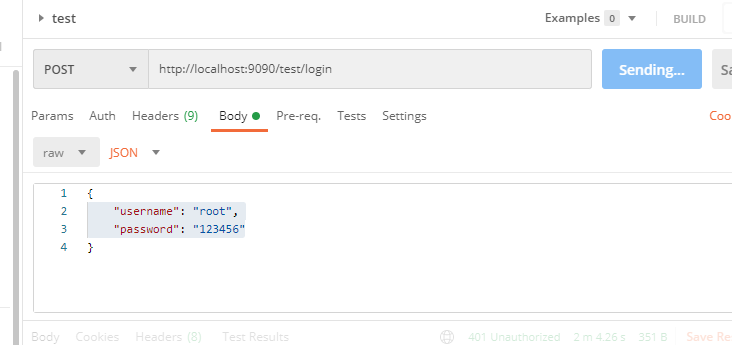 test
Examples 0
BUILD
POST
http://localhost:9090/test/login
Sending...
Sa
Params Auth Headers (9) Body Pre-req. Tests Settings
Coo
raw JSON
1 {
2 "username": "root",
3 "password": "123456"
4 }
Body Cookies Headers (8) Test Results
401 Unauthorized 2 m 4.26 s 351 B Save Re